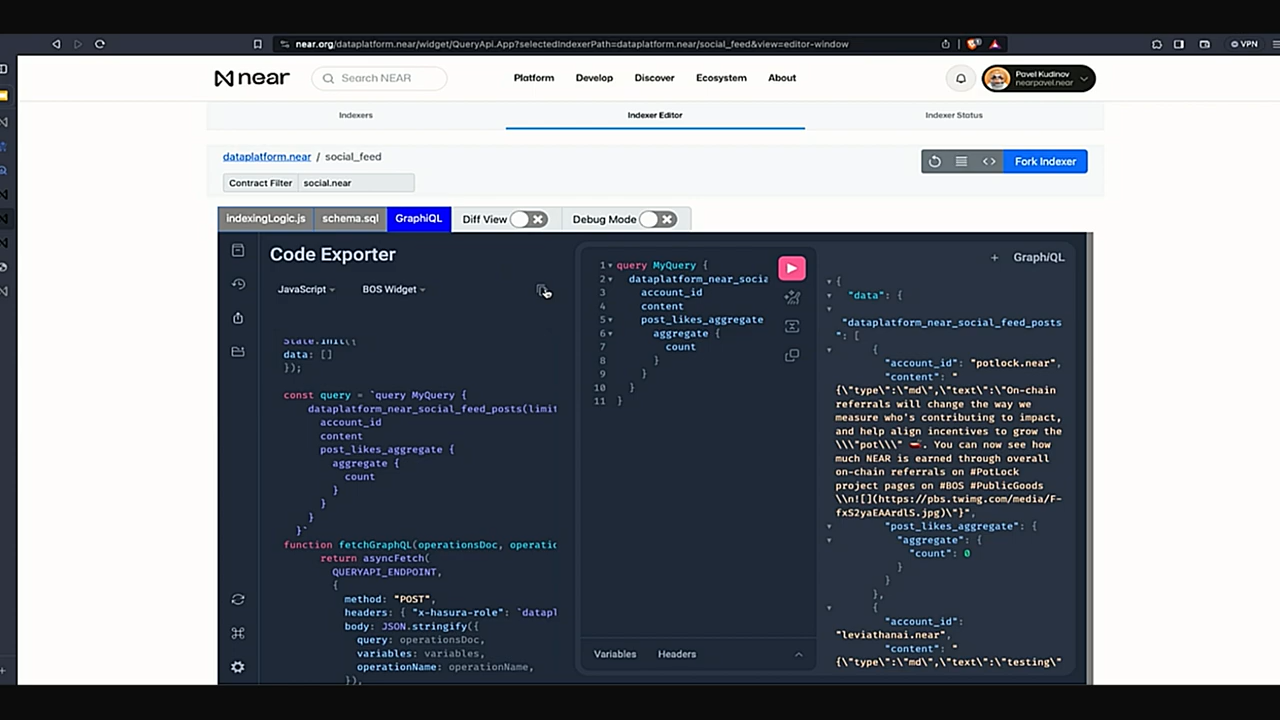 near.org/dataplatform.near/widget/QueryApi.App?selectedIndexerPath=dataplatform.near/social_feed&view=editor-window
VPN
near
Search NEAR
Platform
Develop
Discover
Ecosystem
About
Pavel Kudinov
nearpavel.near
Indexers
Indexer Editor
Indexer Status
dataplatform.near / social_feed
Fork Indexer
Contract Filter
social.near
indexingLogic.js
schema.sql
GraphiQL
Diff View
Debug Mode
Code Exporter
JavaScript
BOS Widget
State.init({
data: []
});
const query = `query MyQuery {
dataplatform_near_social_feed_posts(limit
account_id
content
post_likes_aggregate {
aggregate {
count
}
}
}
}`
function fetchGraphQL(operationsDoc, operatio
return asyncFetch(
QUERYAPI_ENDPOINT,
{
method: "POST",
headers: { "x-hasura-role": `datapl
body: JSON.stringify({
query: operationsDoc,
variables: variables,
operationName: operationName,
}),
1 query MyQuery {
2 dataplatform_near_socia
3 account_id
4 content
5 post_likes_aggregate
6 aggregate {
7 count
8 }
9 }
10 }
11 }
Variables
Headers
+ GraphiQL
{
"data": {
"dataplatform_near_social_feed_posts
": [
{
"account_id": "potlock.near",
"content": "
{\"type\":\"md\",\"text\":\"On-chain
referrals will change the way we
measure who's contributing to impact,
and help align incentives to grow the
\\\"pot\\\" 🍲. You can now see how
much NEAR is earned through overall
on-chain referrals on #PotLock
project pages on #BOS #PublicGoods
\\n![](https://pbs.twimg.com/media/F-
fxS2yaEAArdlS.jpg)\"}",
"post_likes_aggregate": {
"aggregate": {
"count": 0
}
}
},
{
"account_id":
"leviathanai.near",
"content": "
{\"type\":\"md\",\"text\":\"testing\"